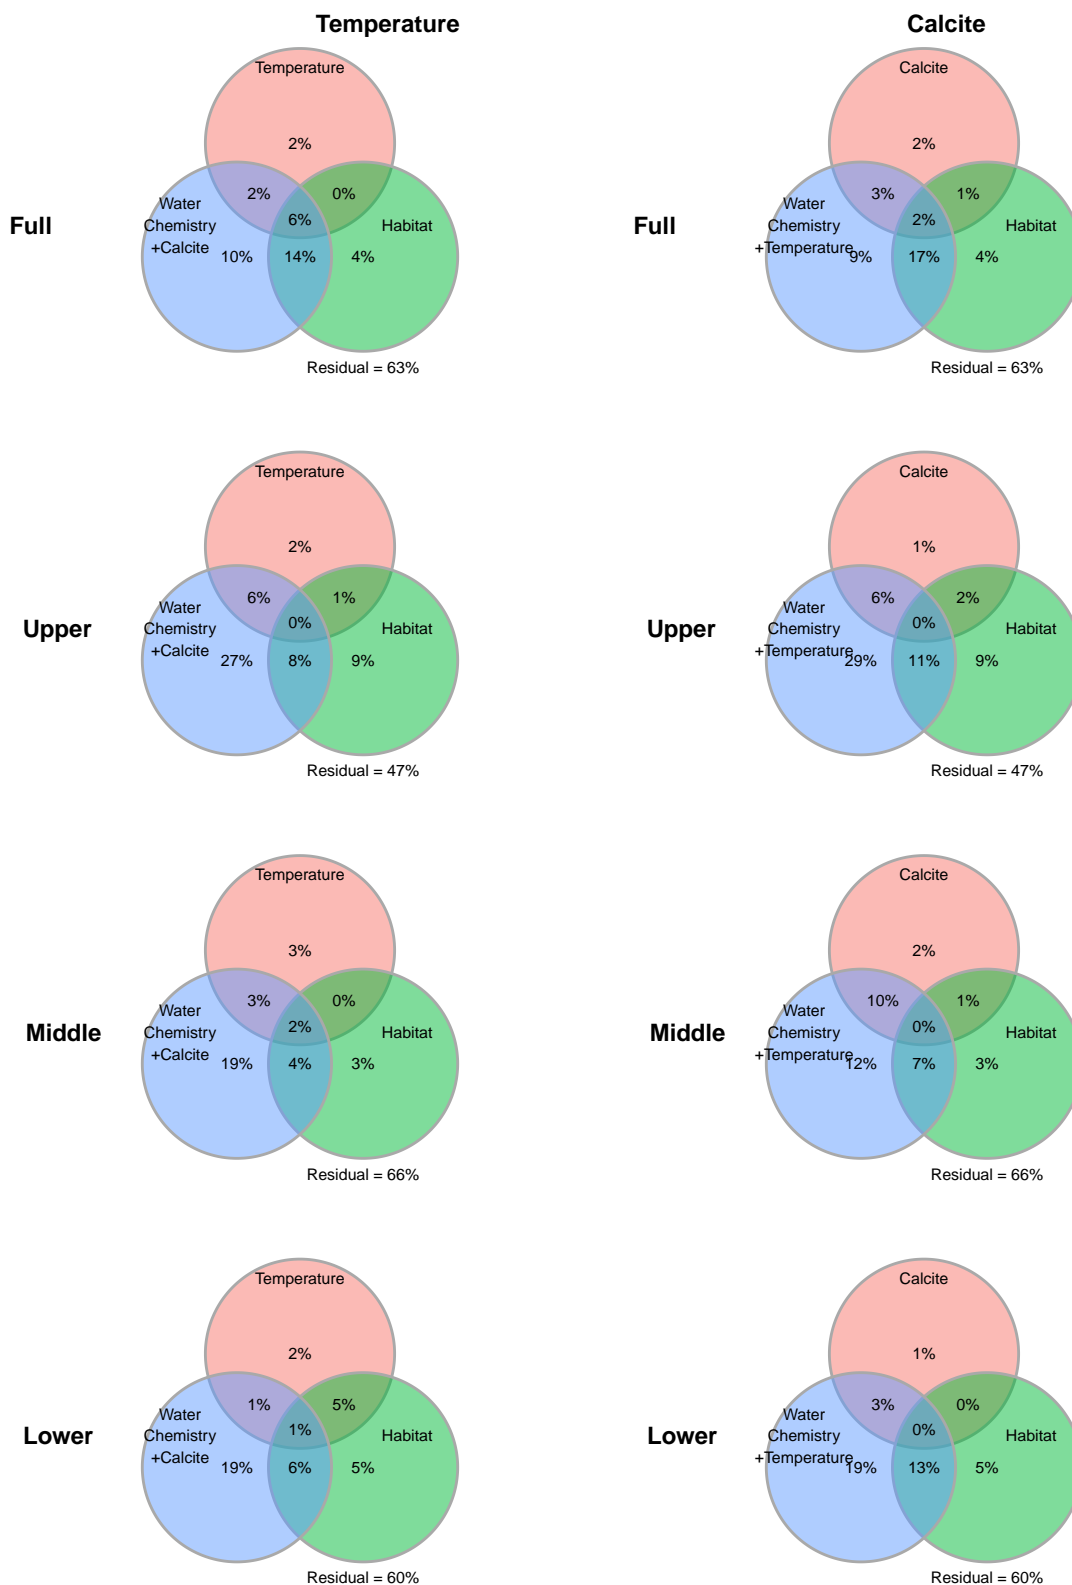 Temperature
Calcite
Temperature
2%
2%
0%
6%
Water
Chemistry
+Calcite
Habitat
10%
14%
4%
Full
Residual = 63%
Calcite
2%
3%
1%
2%
Water
Chemistry
+Temperature
Habitat
9%
17%
4%
Full
Residual = 63%
Temperature
2%
6%
1%
0%
Water
Chemistry
+Calcite
Habitat
27%
8%
9%
Upper
Residual = 47%
Calcite
1%
6%
2%
0%
Water
Chemistry
+Temperature
Habitat
29%
11%
9%
Upper
Residual = 47%
Temperature
3%
3%
0%
2%
Water
Chemistry
+Calcite
Habitat
19%
4%
3%
Middle
Residual = 66%
Calcite
2%
10%
1%
0%
Water
Chemistry
+Temperature
Habitat
12%
7%
3%
Middle
Residual = 66%
Temperature
2%
1%
5%
1%
Water
Chemistry
+Calcite
Habitat
19%
6%
5%
Lower
Residual = 60%
Calcite
1%
3%
0%
0%
Water
Chemistry
+Temperature
Habitat
19%
13%
5%
Lower
Residual = 60%